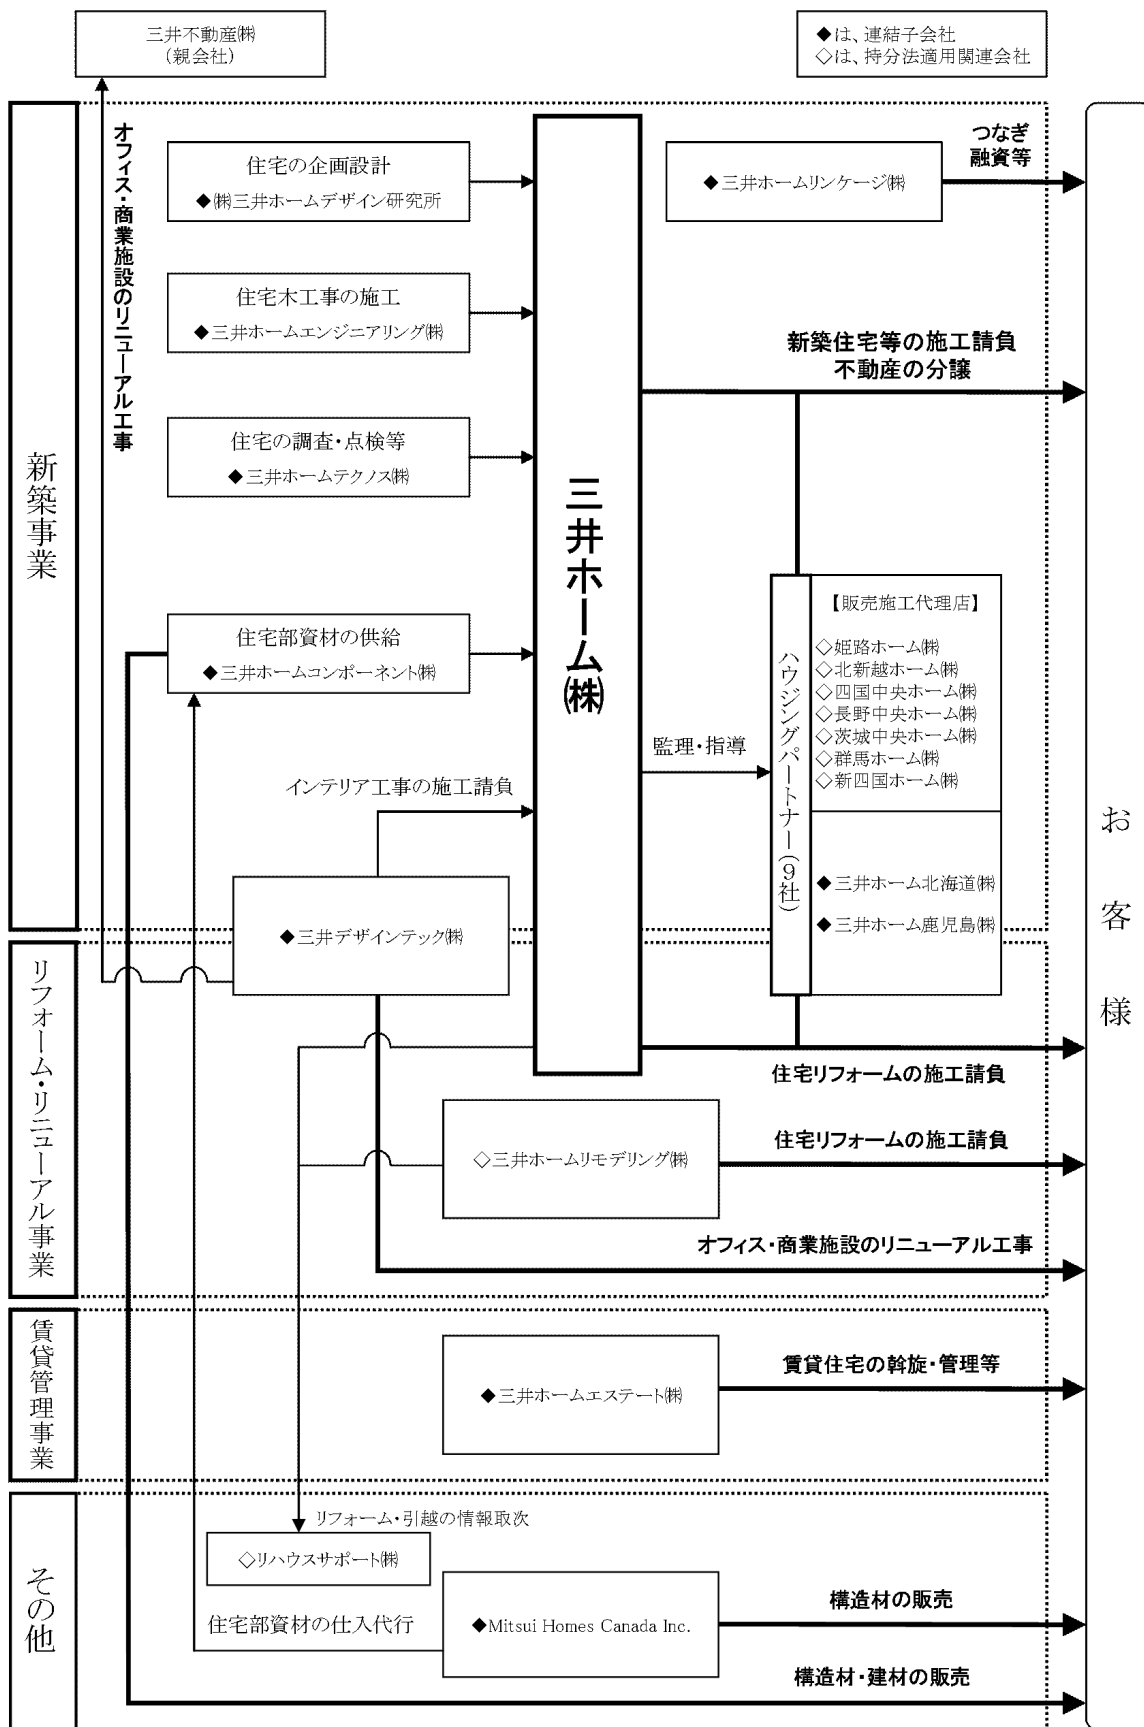 三井不動産㈱
(親会社)
◆は、連結子会社
◇は、持分法適用関連会社
新築事業
オフィス・商業施設のリニューアル工事
住宅の企画設計
◆㈱三井ホームデザイン研究所
住宅木工事の施工
◆三井ホームエンジニアリング㈱
住宅の調査・点検等
◆三井ホームテクノス㈱
住宅部資材の供給
◆三井ホームコンポーネント㈱
インテリア工事の施工請負
◆三井デザインテック㈱
三井ホーム㈱
◆三井ホームリンケージ㈱
つなぎ
融資等
新築住宅等の施工請負
不動産の分譲
監理・指導
ハウジングパートナー(9社)
【販売施工代理店】
◇姫路ホーム㈱
◇北新越ホーム㈱
◇四国中央ホーム㈱
◇長野中央ホーム㈱
◇茨城中央ホーム㈱
◇群馬ホーム㈱
◇新四国ホーム㈱
◆三井ホーム北海道㈱
◆三井ホーム鹿児島㈱
お客様
リフォーム・リニューアル事業
住宅リフォームの施工請負
◇三井ホームリモデリング㈱
住宅リフォームの施工請負
オフィス・商業施設のリニューアル工事
賃貸管理事業
◆三井ホームエステート㈱
賃貸住宅の斡旋・管理等
その他
リフォーム・引越の情報取次
◇リハウスサポート㈱
住宅部資材の仕入代行
◆Mitsui Homes Canada Inc.
構造材の販売
構造材・建材の販売